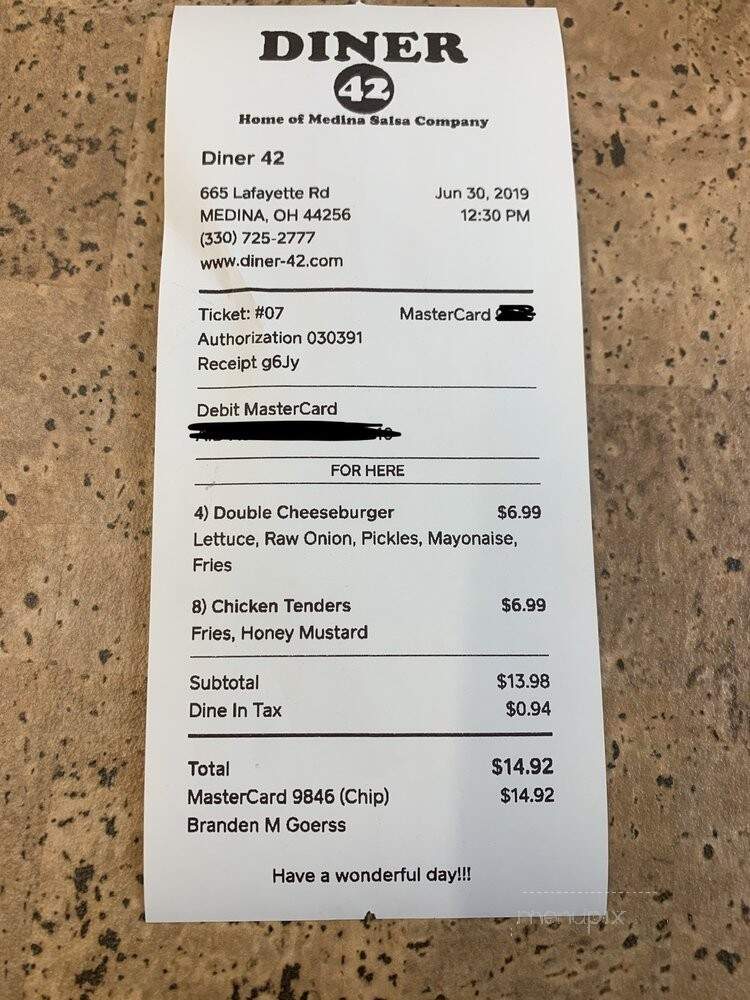 DINER
42
Home of Medina Salsa Company
Diner 42
665 Lafayette Rd Jun 30, 2019
MEDINA, OH 44256 12:30 PM
(330) 725-2777
www.diner-42.com
Ticket: #07 MasterCard
Authorization 030391
Receipt g6Jy
Debit MasterCard
FOR HERE
4) Double Cheeseburger $6.99
Lettuce, Raw Onion, Pickles, Mayonaise,
Fries
8) Chicken Tenders $6.99
Fries, Honey Mustard
Subtotal $13.98
Dine In Tax $0.94
Total $14.92
MasterCard 9846 (Chip) $14.92
Branden M Goerss
Have a wonderful day!!!
menupix